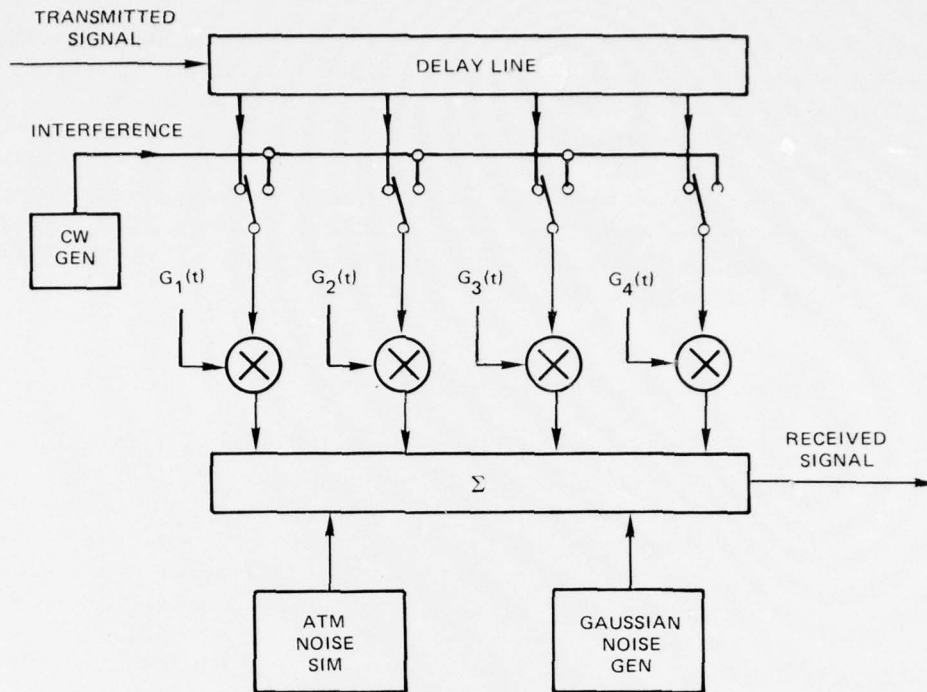 TRANSMITTED
SIGNAL
DELAY LINE
INTERFERENCE
CW
GEN
G1(t)
G2(t)
G3(t)
G4(t)
Σ
RECEIVED
SIGNAL
ATM
NOISE
SIM
GAUSSIAN
NOISE
GEN